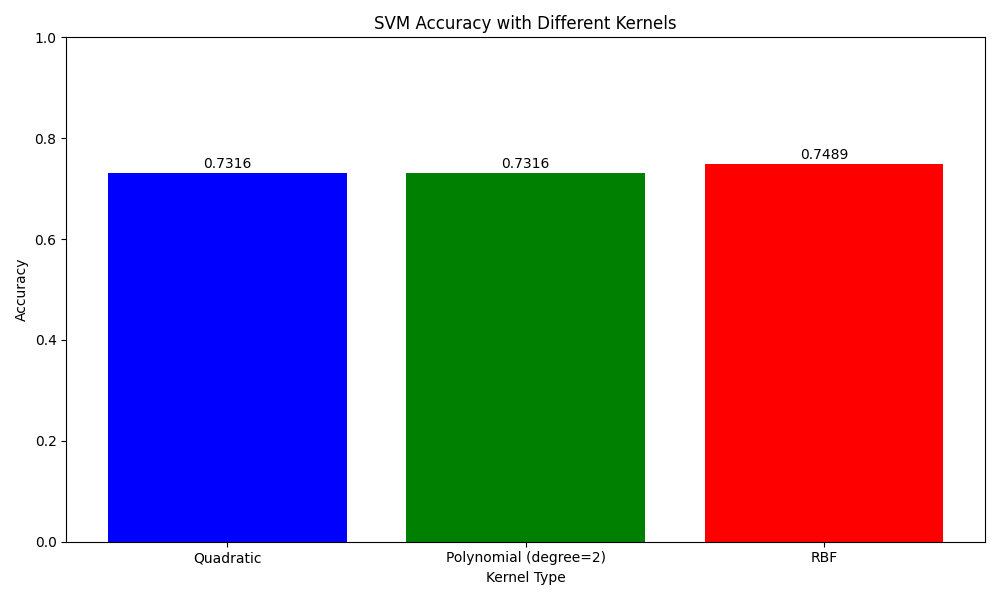 SVM Accuracy with Different Kernels
1.0
0.8
0.6
0.4
0.2
0.0
Accuracy
0.7316
0.7316
0.7489
Quadratic
Polynomial (degree=2)
RBF
Kernel Type